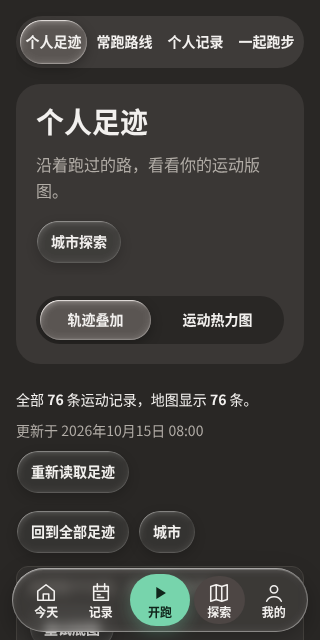 个人足迹 常跑路线 个人记录 一起跑步
个人足迹
沿着跑过的路，看看你的运动版
图。
城市探索
轨迹叠加 运动热力图
全部 76 条运动记录，地图显示 76 条。
更新于 2026年10月15日 08:00
重新读取足迹
回到全部足迹 城市
今天 记录 开跑 探索 我的